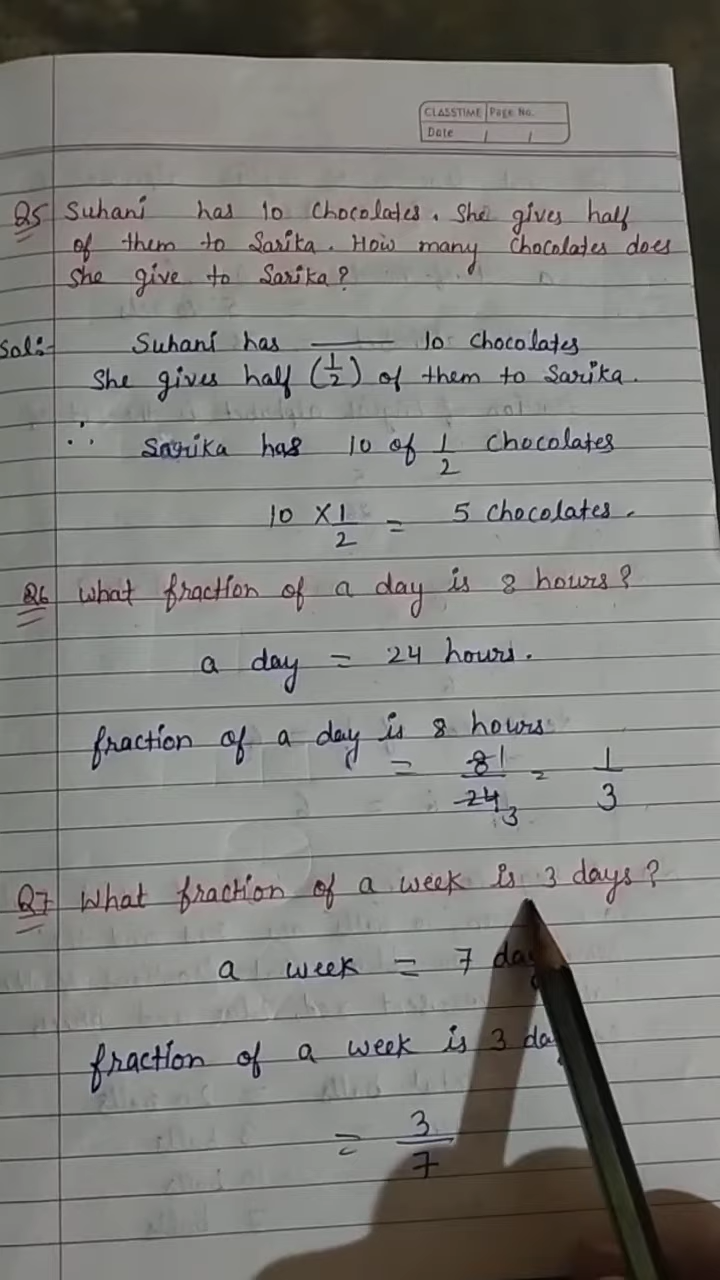 CLASSTIME Page No.
Date / /
Q5 Suhani has 10 chocolates. She gives half
of them to Sarika. How many chocolates does
she give to Sarika?
Sol:- Suhani has ——— 10 chocolates
She gives half (1/2) of them to Sarika.
∴ Sarika has 10 of 1/2 chocolates
10 × 1/2 = 5 chocolates.
Q6 What fraction of a day is 8 hours?
a day = 24 hours.
fraction of a day is 8 hours
= 8 1/24 3 = 1/3
Q7 What fraction of a week is 3 days?
a week = 7 day
fraction of a week is 3 da
= 3/7